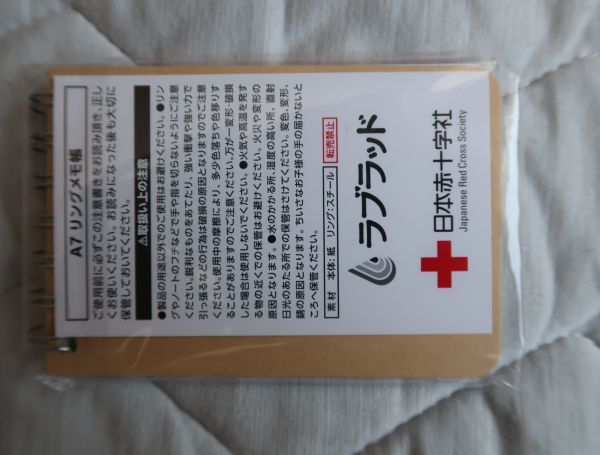 A7 リングメモ帳
ご使用前に必ずこの注意書きをお読み頂き、正し
くお使いください。お読みになった後も大切に
保管しておいてください。
⚠取扱い上の注意
●製品の用途以外でのご使用はお避けください。●リン
グやノートのフチなどで手や指を切らないようにご注意
ください。鋭利なものをあてたり、強い衝撃や強い力で
引っ張るなどの行為は破損の原因となりますのでご注意
ください。使用中の摩擦により、多少色落ちや色移りす
ることがありますのでご注意ください。万が一変形・破損
した場合は使用しないでください。●火気や高温を発す
る物の近くでの保管はお避けください。火災や変形の
原因となります。●水のかかる所、湿度の高い所、直射
日光のある所での保管はさけてください。変色、変形、
錆の原因となります。ちいさなお子様の手の届かないと
ころへ保管ください。
素材 本体:紙 リング:スチール 転売禁止
ラブラッド
日本赤十字社
Japanese Red Cross Society